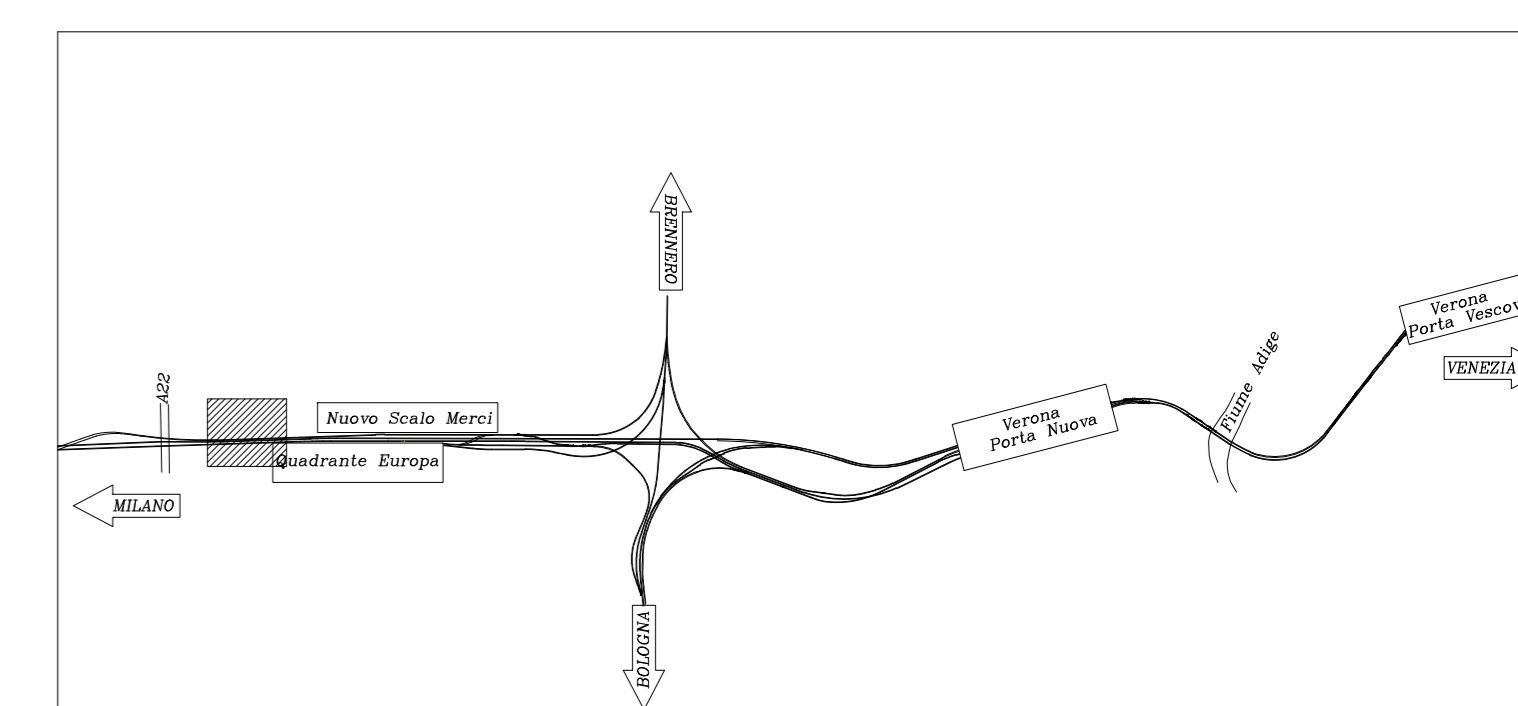 BRENNERO
Verona
Porta Vescov
Fiume Adige
VENEZIA
A22
Nuovo Scalo Merci
Verona
Porta Nuova
Quadrante Europa
MILANO
BOLOGNA